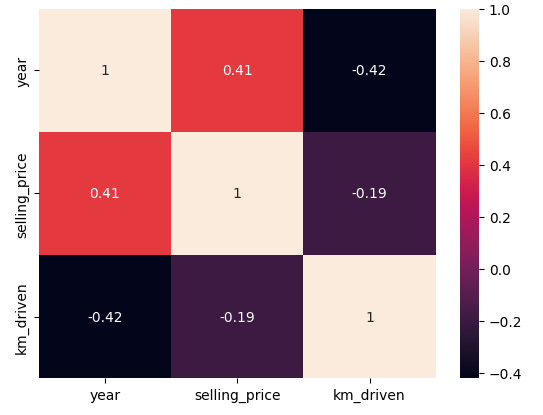 year 1 0.41 -0.42
selling_price 0.41 1 -0.19
km_driven -0.42 -0.19 1
year selling_price km_driven
1.0
0.8
0.6
0.4
0.2
0.0
−0.2
−0.4